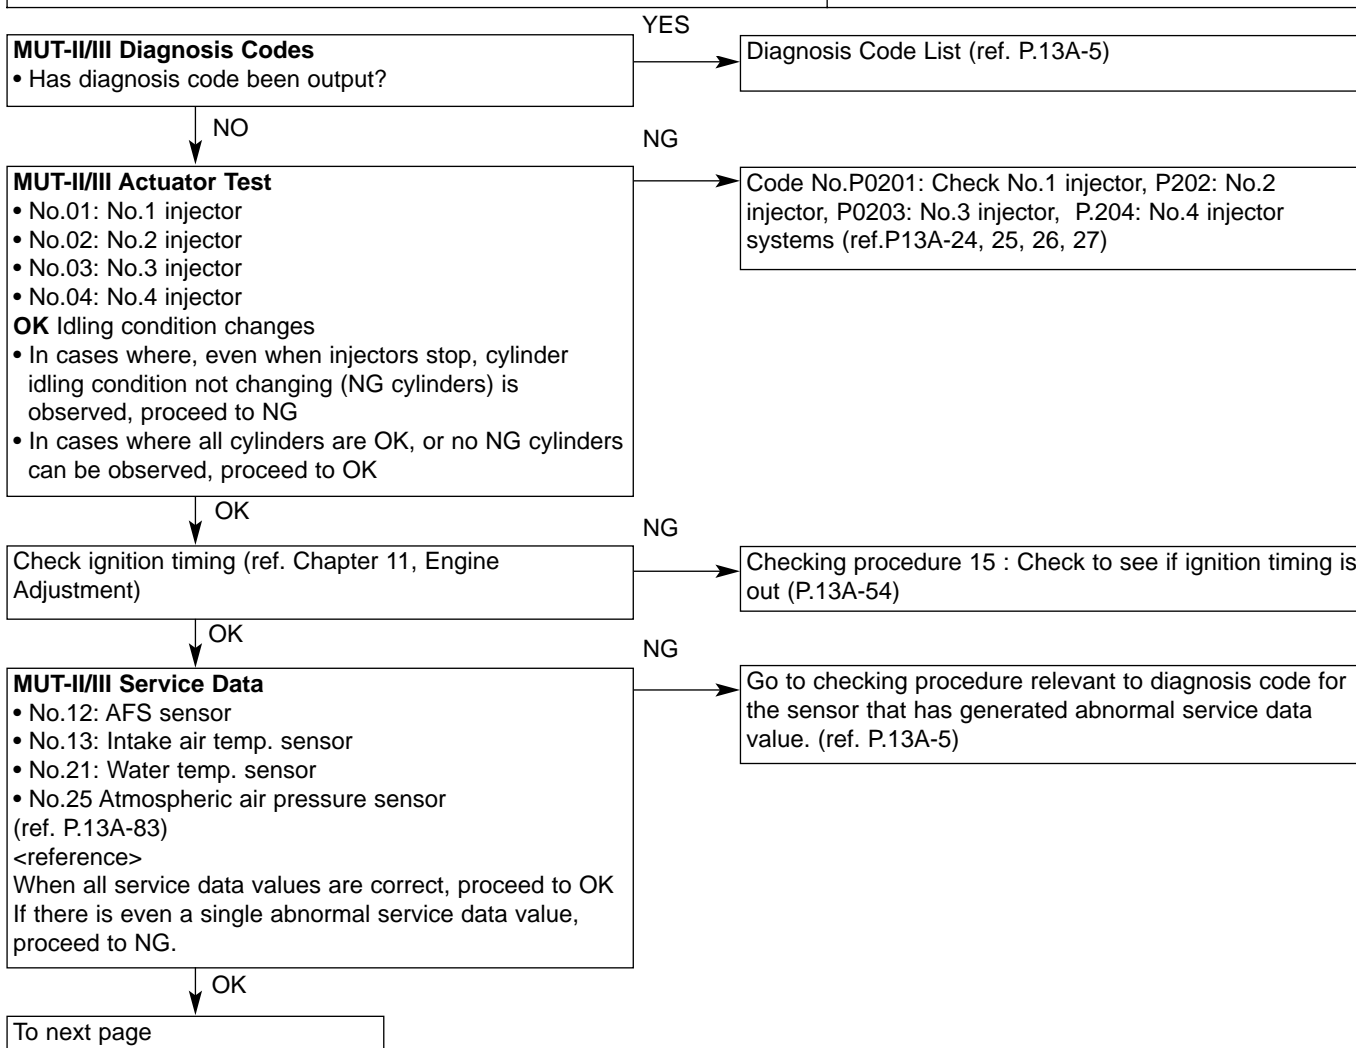 YES
MUT-II/III Diagnosis Codes
• Has diagnosis code been output?
Diagnosis Code List (ref. P.13A-5)
NO
NG
MUT-II/III Actuator Test
• No.01: No.1 injector
• No.02: No.2 injector
• No.03: No.3 injector
• No.04: No.4 injector
OK Idling condition changes
• In cases where, even when injectors stop, cylinder
idling condition not changing (NG cylinders) is
observed, proceed to NG
• In cases where all cylinders are OK, or no NG cylinders
can be observed, proceed to OK
Code No.P0201: Check No.1 injector, P202: No.2
injector, P0203: No.3 injector, P.204: No.4 injector
systems (ref.P13A-24, 25, 26, 27)
OK
NG
Check ignition timing (ref. Chapter 11, Engine
Adjustment)
Checking procedure 15 : Check to see if ignition timing is
out (P.13A-54)
OK
NG
MUT-II/III Service Data
• No.12: AFS sensor
• No.13: Intake air temp. sensor
• No.21: Water temp. sensor
• No.25 Atmospheric air pressure sensor
(ref. P.13A-83)
<reference>
When all service data values are correct, proceed to OK
If there is even a single abnormal service data value,
proceed to NG.
Go to checking procedure relevant to diagnosis code for
the sensor that has generated abnormal service data
value. (ref. P.13A-5)
OK
To next page